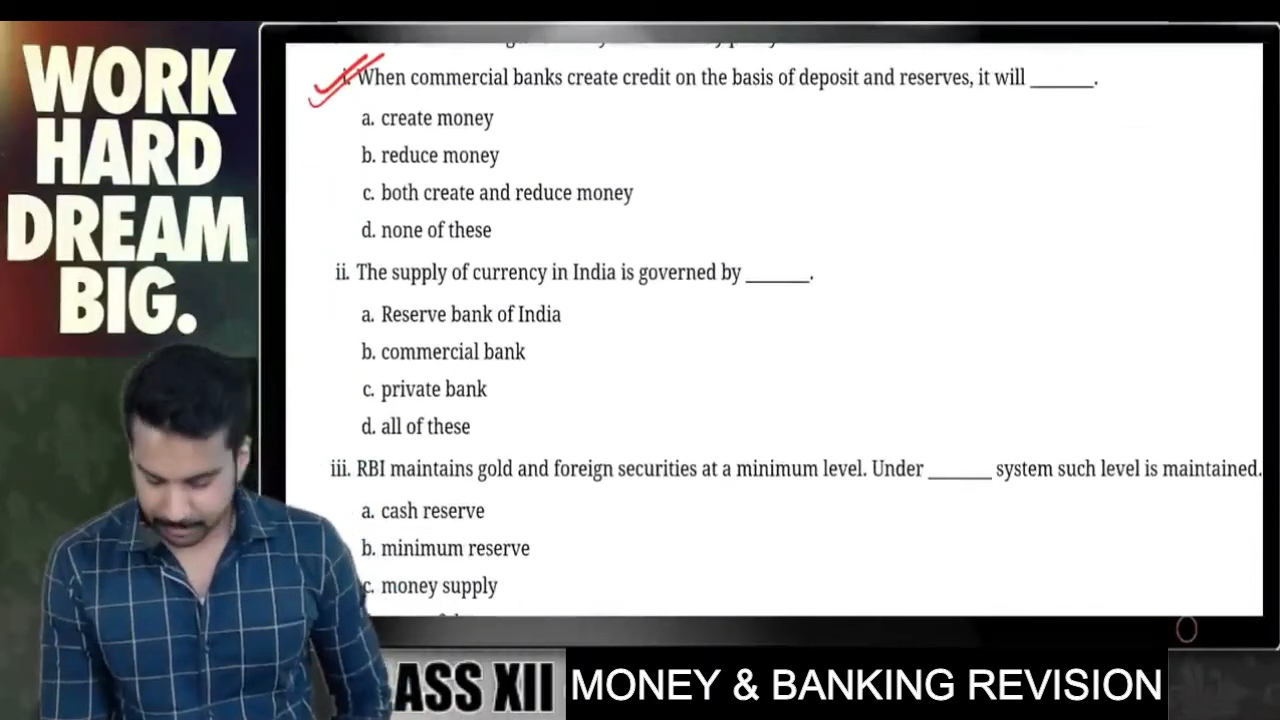 WORK
HARD
DREAM
BIG.
i. When commercial banks create credit on the basis of deposit and reserves, it will ______.
a. create money
b. reduce money
c. both create and reduce money
d. none of these
ii. The supply of currency in India is governed by ______.
a. Reserve bank of India
b. commercial bank
c. private bank
d. all of these
iii. RBI maintains gold and foreign securities at a minimum level. Under ______ system such level is maintained.
a. cash reserve
b. minimum reserve
c. money supply
ASS XII
MONEY & BANKING REVISION